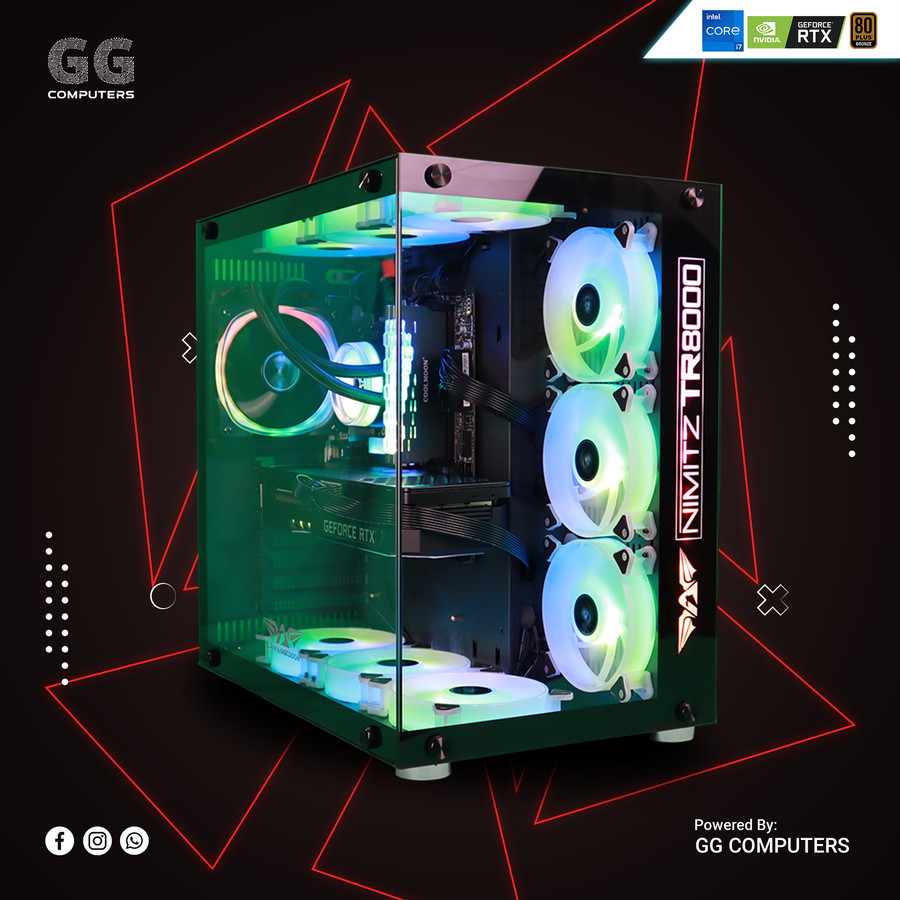 GG
COMPUTERS
intel
CORE
i7
NVIDIA
GEFORCE
RTX
80
PLUS
BRONZE
NIMITZ TR8000
COOLMOON
GEFORCE RTX
ARMAGGEDDON
Powered By:
GG COMPUTERS